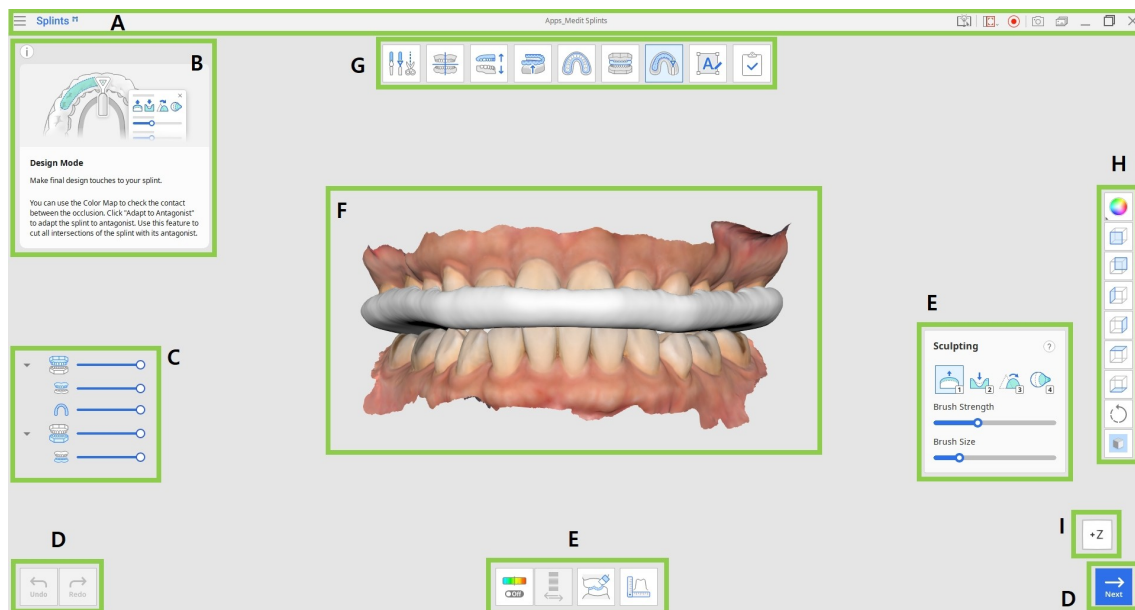 A
Splints
Apps_Medit Splints
B
Design Mode
Make final design touches to your splint.
You can use the Color Map to check the contact
between the occlusion. Click "Adapt to Antagonist"
to adapt the splint to antagonist. Use this feature to
cut all intersections of the splint with its antagonist.
G
A
H
F
C
E
Sculpting
?
1
2
3
4
Brush Strength
Brush Size
I
+Z
D
Undo
Redo
E
Off
D
Next